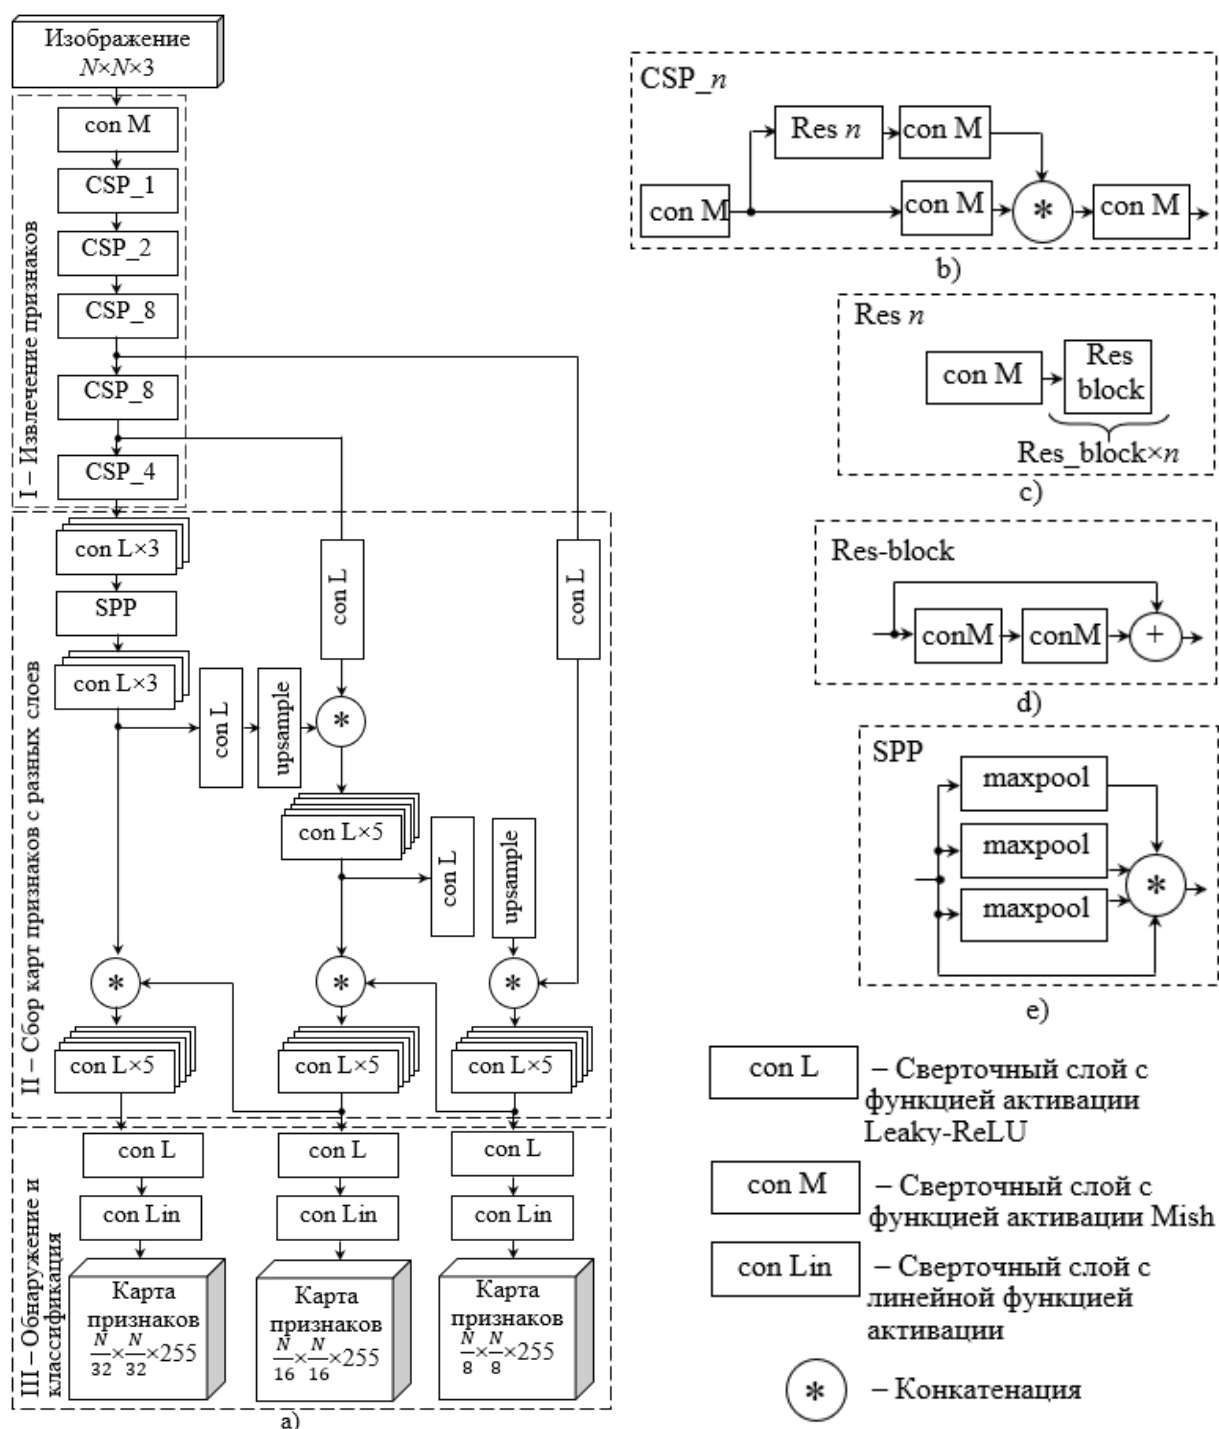 Изображение
N×N×3
I – Извлечение признаков
con M
CSP_1
CSP_2
CSP_8
CSP_8
CSP_4
II – Сбор карт признаков с разных слоев
con L×3
SPP
con L×3
con L
upsample
con L
con L
*
con L×5
con L
upsample
*
*
*
con L×5
con L×5
con L×5
III – Обнаружение и
классификация
con L
con L
con L
con Lin
con Lin
con Lin
Карта
признаков
N/32×N/32×255
Карта
признаков
N/16×N/16×255
Карта
признаков
N/8×N/8×255
a)
CSP_n
Res n
con M
con M
con M
*
con M
b)
Res n
con M
Res
block
Res_block×n
c)
Res-block
conM
conM
+
d)
SPP
maxpool
maxpool
maxpool
*
e)
con L – Сверточный слой с
функцией активации
Leaky-ReLU
con M – Сверточный слой с
функцией активации Mish
con Lin – Сверточный слой с
линейной функцией
активации
* – Конкатенация